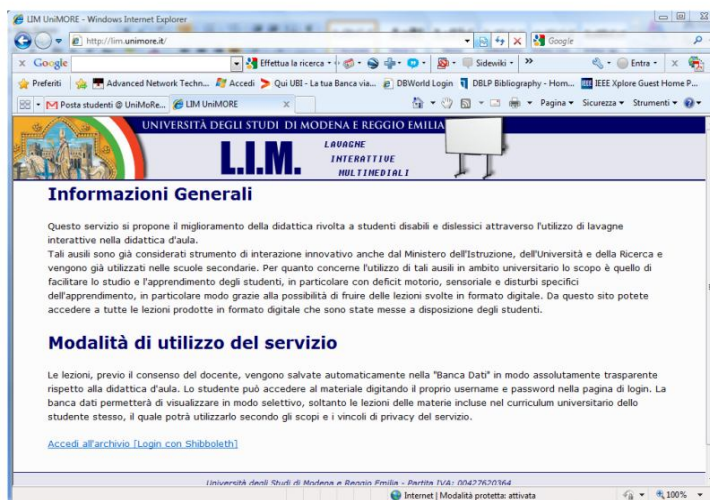 LIM UniMORE - Windows Internet Explorer
http://lim.unimore.it/
Google
Google
Effettua la ricerca
Sidewiki
Entra
Preferiti
Advanced Network Techn...
Accedi
Qui UBI - La tua Banca via...
DBWorld Login
DBLP Bibliography - Hom...
IEEE Xplore Guest Home P...
Posta studenti @ UniMoRe...
LIM UniMORE
Pagina
Sicurezza
Strumenti
UNIVERSITÀ DEGLI STUDI DI MODENA E REGGIO EMILIA
L.I.M.
LAVAGNE
INTERATTIVE
MULTIMEDIALI
Informazioni Generali
Questo servizio si propone il miglioramento della didattica rivolta a studenti disabili e dislessici attraverso l'utilizzo di lavagne
interattive nella didattica d'aula.
Tali ausili sono già considerati strumento di interazione innovativo anche dal Ministero dell'Istruzione, dell'Università e della Ricerca e
vengono già utilizzati nelle scuole secondarie. Per quanto concerne l'utilizzo di tali ausili in ambito universitario lo scopo è quello di
facilitare lo studio e l'apprendimento degli studenti, in particolare con deficit motorio, sensoriale e disturbi specifici
dell'apprendimento, in particolare modo grazie alla possibilità di fruire delle lezioni svolte in formato digitale. Da questo sito potete
accedere a tutte le lezioni prodotte in formato digitale che sono state messe a disposizione degli studenti.
Modalità di utilizzo del servizio
Le lezioni, previo il consenso del docente, vengono salvate automaticamente nella "Banca Dati" in modo assolutamente trasparente
rispetto alla didattica d'aula. Lo studente può accedere al materiale digitando il proprio username e password nella pagina di login. La
banca dati permetterà di visualizzare in modo selettivo, soltanto le lezioni delle materie incluse nel curriculum universitario dello
studente stesso, il quale potrà utilizzarlo secondo gli scopi e i vincoli di privacy del servizio.
Accedi all'archivio [Login con Shibboleth]
Università degli Studi di Modena e Reggio Emilia - Partita IVA: 00427620364
Internet | Modalità protetta: attivata
100%